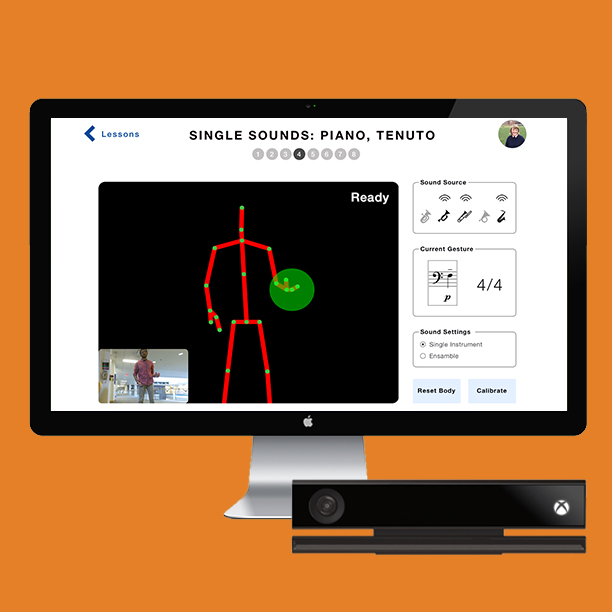 Lessons
SINGLE SOUNDS: PIANO, TENUTO
1 2 3 4 5 6 7 8
Ready
Sound Source
Current Gesture
p
4/4
Sound Settings
Single Instrument
Ensamble
Reset Body
Calibrate